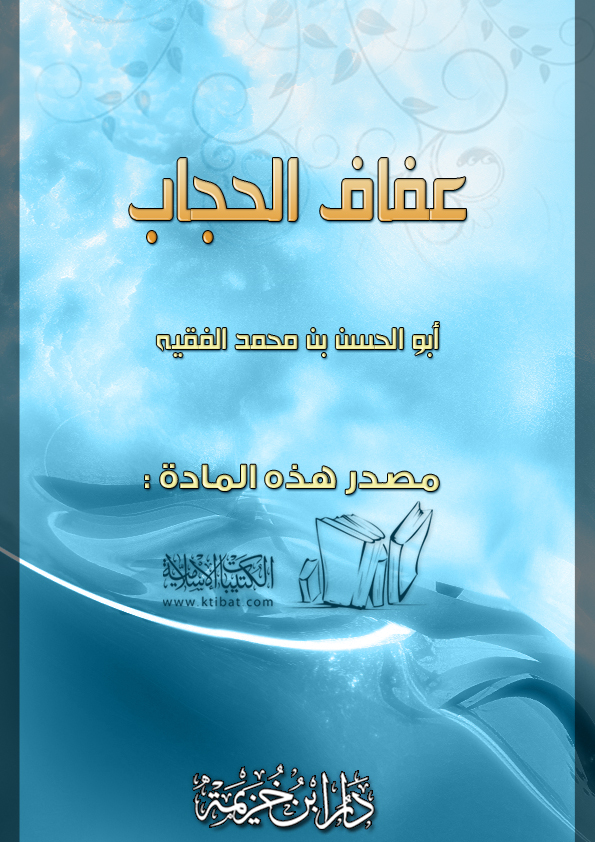 عفاف الحجاب
أبو الحسن بن محمد الفقيه
مصدر هذه المادة :
الكتيبات الإسلامية
www.ktibat.com
دار ابن خزيمة